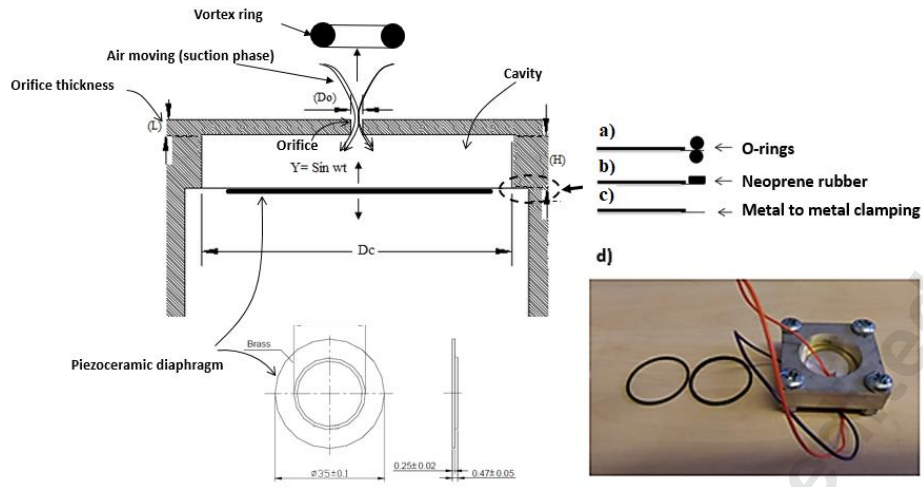 Vortex ring
Air moving (suction phase)
Orifice thickness
(Do)
Cavity
(L)
Orifice
(H)
Y= Sin wt
Dc
a)
O-rings
b)
Neoprene rubber
c)
Metal to metal clamping
d)
Piezoceramic diaphragm
Brass
⌀35±0.1
0.25±0.02
0.47±0.05